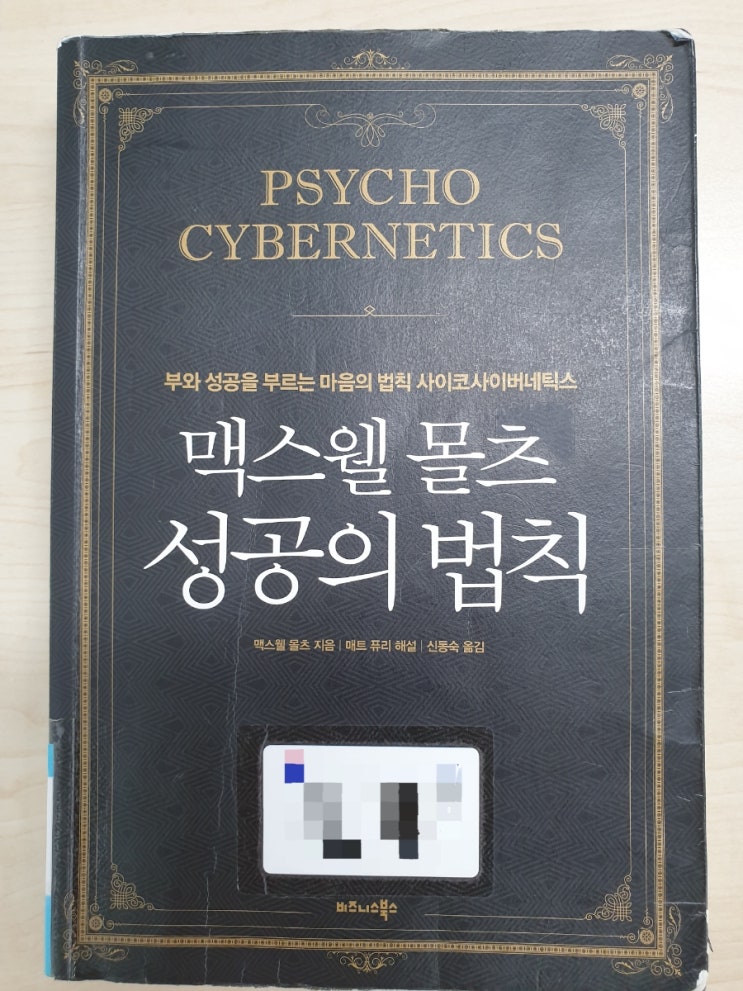 PSYCHO
CYBERNETICS
부와 성공을 부르는 마음의 법칙 사이코사이버네틱스
맥스웰 몰츠
성공의 법칙
맥스웰 몰츠 지음 | 매트 퓨리 해설 | 신동숙 옮김
비즈니스북스